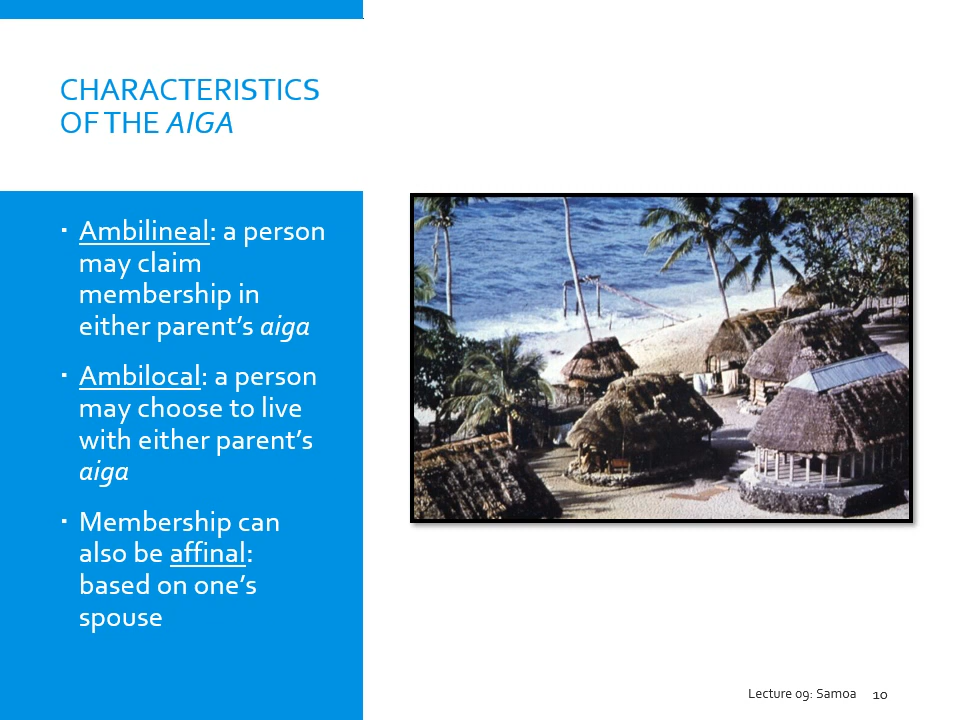 CHARACTERISTICS
OF THE AIGA
▪ Ambilineal: a person
may claim
membership in
either parent’s aiga
▪ Ambilocal: a person
may choose to live
with either parent’s
aiga
▪ Membership can
also be affinal:
based on one’s
spouse
Lecture 09: Samoa 10